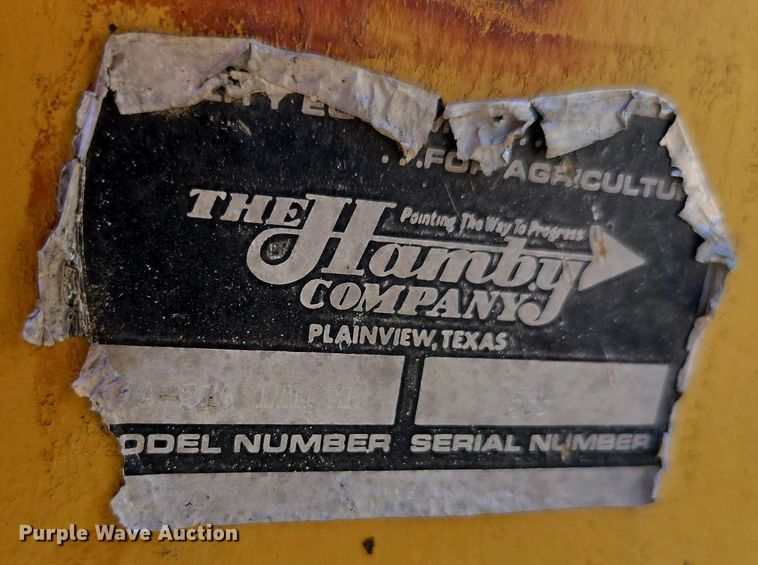 ...FOR AGRICULTU
THE Hamby
Pointing The Way To Progress
COMPANY
PLAINVIEW, TEXAS
ODEL NUMBER SERIAL NUMBER
Purple Wave Auction